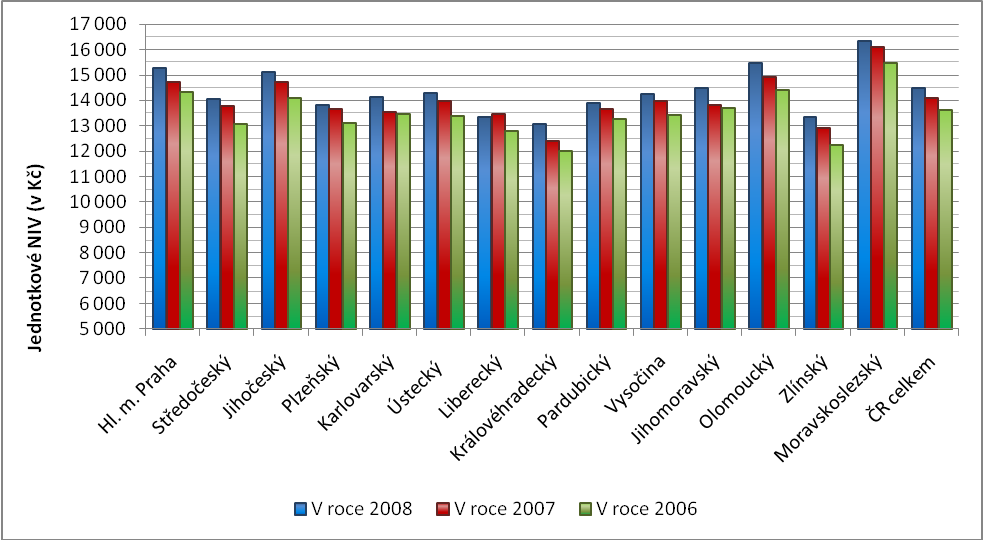 Jednotkové NIV (v Kč)
17 000
16 000
15 000
14 000
13 000
12 000
11 000
10 000
9 000
8 000
7 000
6 000
5 000
Hl. m. Praha
Středočeský
Jihočeský
Plzeňský
Karlovarský
Ústecký
Liberecký
Královéhradecký
Pardubický
Vysočina
Jihomoravský
Olomoucký
Zlínský
Moravskoslezský
ČR celkem
V roce 2008 V roce 2007 V roce 2006